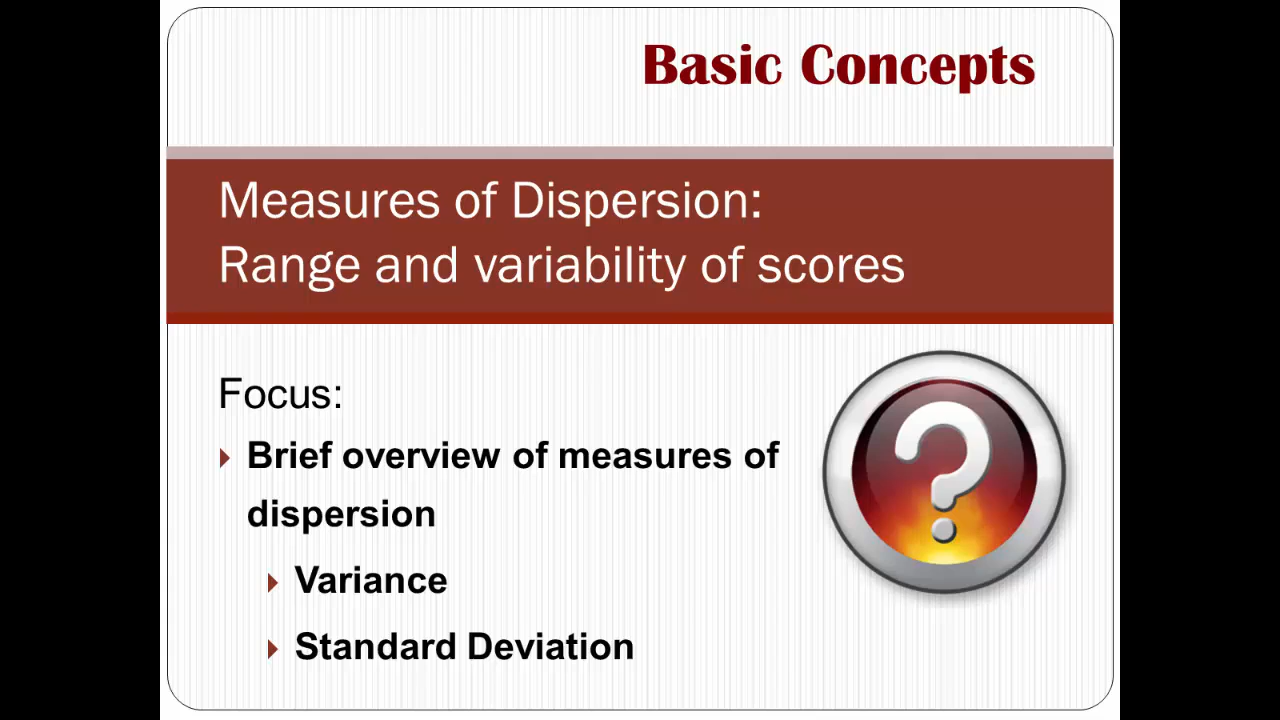 Basic Concepts
Measures of Dispersion:
Range and variability of scores
Focus:
Brief overview of measures of
dispersion
Variance
Standard Deviation
?